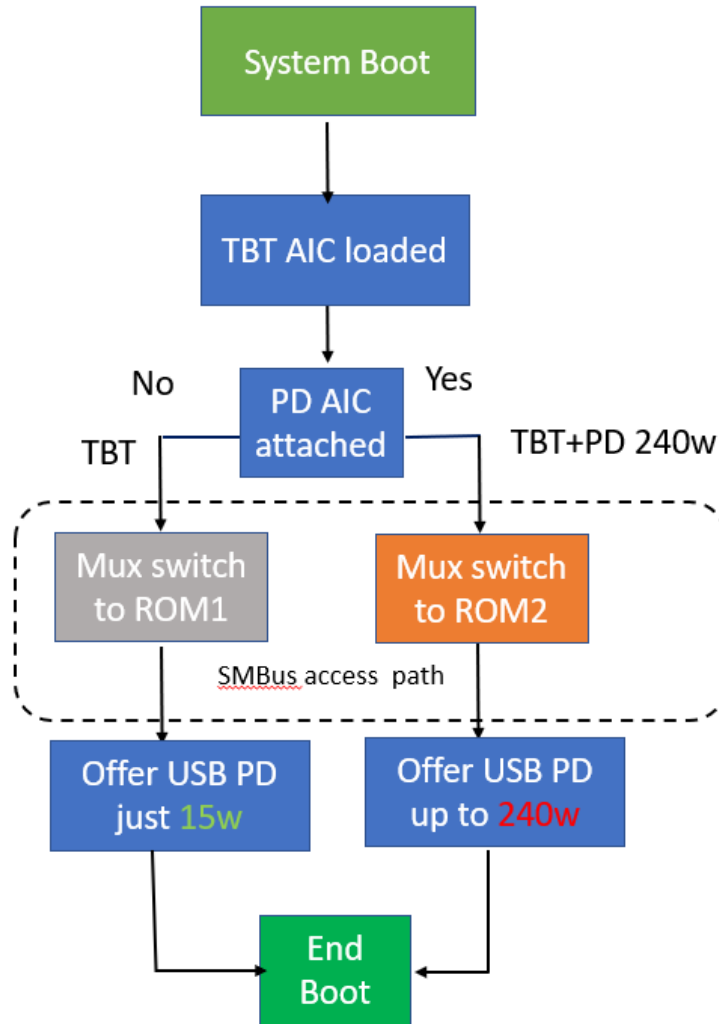 System Boot
TBT AIC loaded
No
Yes
PD AIC
attached
TBT
TBT+PD 240w
Mux switch
to ROM1
Mux switch
to ROM2
SMBus access path
Offer USB PD
just 15w
Offer USB PD
up to 240w
End
Boot